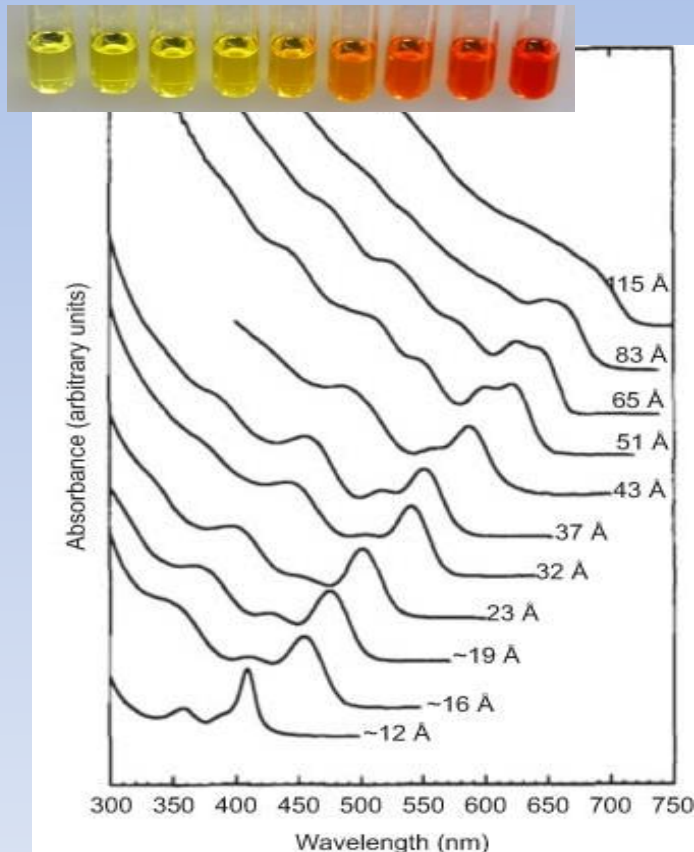 115 Å
83 Å
65 Å
51 Å
43 Å
37 Å
32 Å
23 Å
~19 Å
~16 Å
~12 Å
Absorbance (arbitrary units)
300 350 400 450 500 550 600 650 700 750
Wavelength (nm)